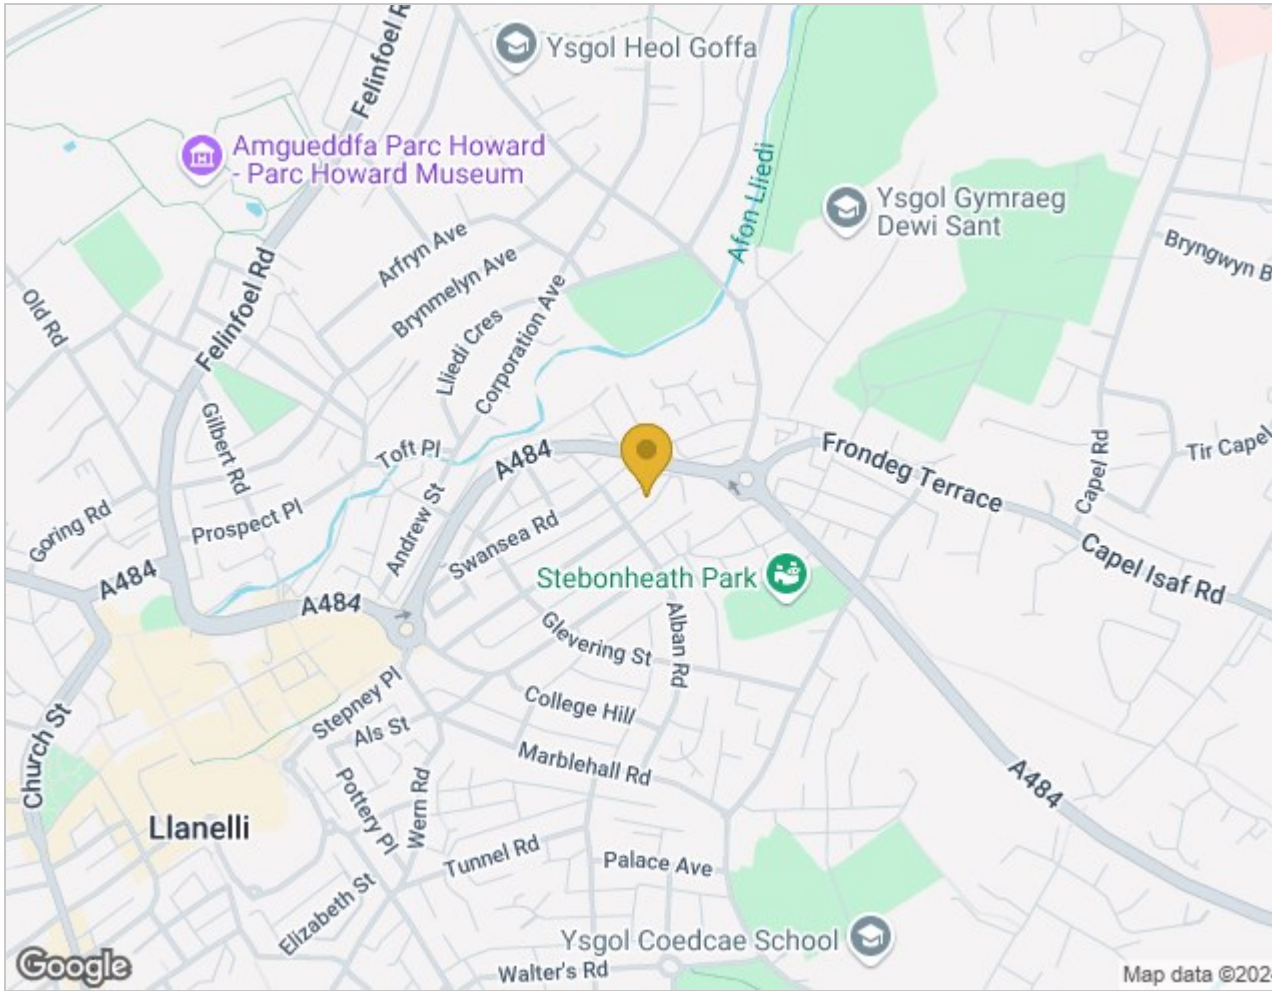 Felinfoel R
Ysgol Heol Goffa
Amgueddfa Parc Howard
- Parc Howard Museum
Afon Lliedi
Ysgol Gymraeg
Dewi Sant
Bryngwyn B
Arfryn Ave
Brynmelyn Ave
Felinfoel Rd
Old Rd
Lliedi Cres
Corporation Ave
Gilbert Rd
Toft Pl
A484
Frondeg Terrace
Capel Rd
Tir Capel
Goring Rd
Prospect Pl
Andrew St
Swansea Rd
A484
A484
Stebonheath Park
Capel Isaf Rd
Glevering St
Alban Rd
Stepney Pl
College Hill
Als St
Church St
Marblehall Rd
A484
Pottery Pl
Wern Rd
Llanelli
Tunnel Rd
Palace Ave
Elizabeth St
Ysgol Coedcae School
Walter's Rd
Google
Map data ©2024